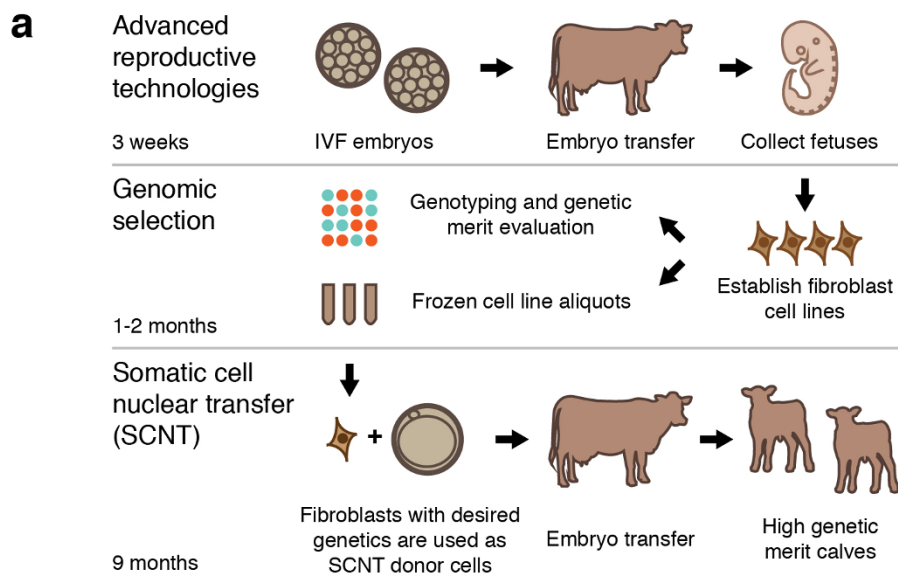 a
Advanced
reproductive
technologies
3 weeks
IVF embryos
Embryo transfer
Collect fetuses
Genomic
selection
1-2 months
Genotyping and genetic
merit evaluation
Frozen cell line aliquots
Establish fibroblast
cell lines
Somatic cell
nuclear transfer
(SCNT)
9 months
+
Fibroblasts with desired
genetics are used as
SCNT donor cells
Embryo transfer
High genetic
merit calves